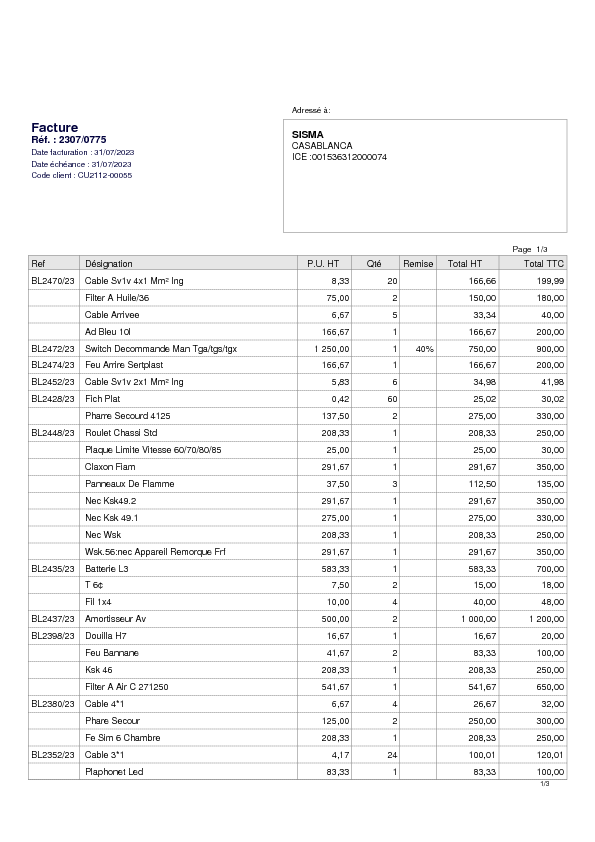 Adressé à:
Facture
Réf. : 2307/0775
Date facturation : 31/07/2023
Date échéance : 31/07/2023
Code client : CU2112-00055
SISMA
CASABLANCA
ICE :001536312000074
Page 1/3
Ref Désignation P.U. HT Qté Remise Total HT Total TTC
BL2470/23 Cable Sv1v 4x1 Mm² Ing 8,33 20 166,66 199,99
Filter A Huile/36 75,00 2 150,00 180,00
Cable Arrivee 6,67 5 33,34 40,00
Ad Bleu 10l 166,67 1 166,67 200,00
BL2472/23 Switch Decommande Man Tga/tgs/tgx 1 250,00 1 40% 750,00 900,00
BL2474/23 Feu Arrire Sertplast 166,67 1 166,67 200,00
BL2452/23 Cable Sv1v 2x1 Mm² Ing 5,83 6 34,98 41,98
BL2428/23 Fich Plat 0,42 60 25,02 30,02
Pharre Secourd 4125 137,50 2 275,00 330,00
BL2448/23 Roulet Chassi Std 208,33 1 208,33 250,00
Plaque Limite Vitesse 60/70/80/85 25,00 1 25,00 30,00
Claxon Fiam 291,67 1 291,67 350,00
Panneaux De Flamme 37,50 3 112,50 135,00
Nec Ksk49.2 291,67 1 291,67 350,00
Nec Ksk 49.1 275,00 1 275,00 330,00
Nec Wsk 208,33 1 208,33 250,00
Wsk.56:nec Appareil Remorque Frf 291,67 1 291,67 350,00
BL2435/23 Batterie L3 583,33 1 583,33 700,00
T 6¢ 7,50 2 15,00 18,00
Fil 1x4 10,00 4 40,00 48,00
BL2437/23 Amortisseur Av 500,00 2 1 000,00 1 200,00
BL2398/23 Douilla H7 16,67 1 16,67 20,00
Feu Bannane 41,67 2 83,33 100,00
Ksk 46 208,33 1 208,33 250,00
Filter A Air C 271250 541,67 1 541,67 650,00
BL2380/23 Cable 4*1 6,67 4 26,67 32,00
Phare Secour 125,00 2 250,00 300,00
Fe Sim 6 Chambre 208,33 1 208,33 250,00
BL2352/23 Cable 3*1 4,17 24 100,01 120,01
Plaphonet Led 83,33 1 83,33 100,00
1/3